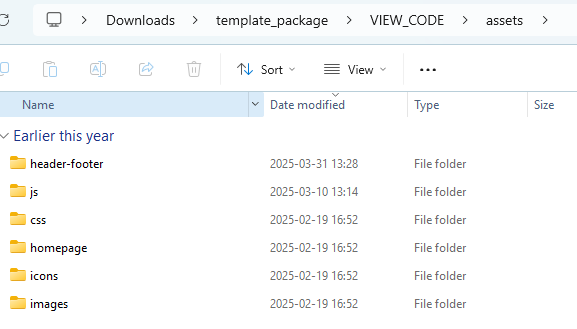 Downloads > template_package > VIEW_CODE > assets >
Sort View ...
Name Date modified Type Size
Earlier this year
header-footer 2025-03-31 13:28 File folder
js 2025-03-10 13:14 File folder
css 2025-02-19 16:52 File folder
homepage 2025-02-19 16:52 File folder
icons 2025-02-19 16:52 File folder
images 2025-02-19 16:52 File folder